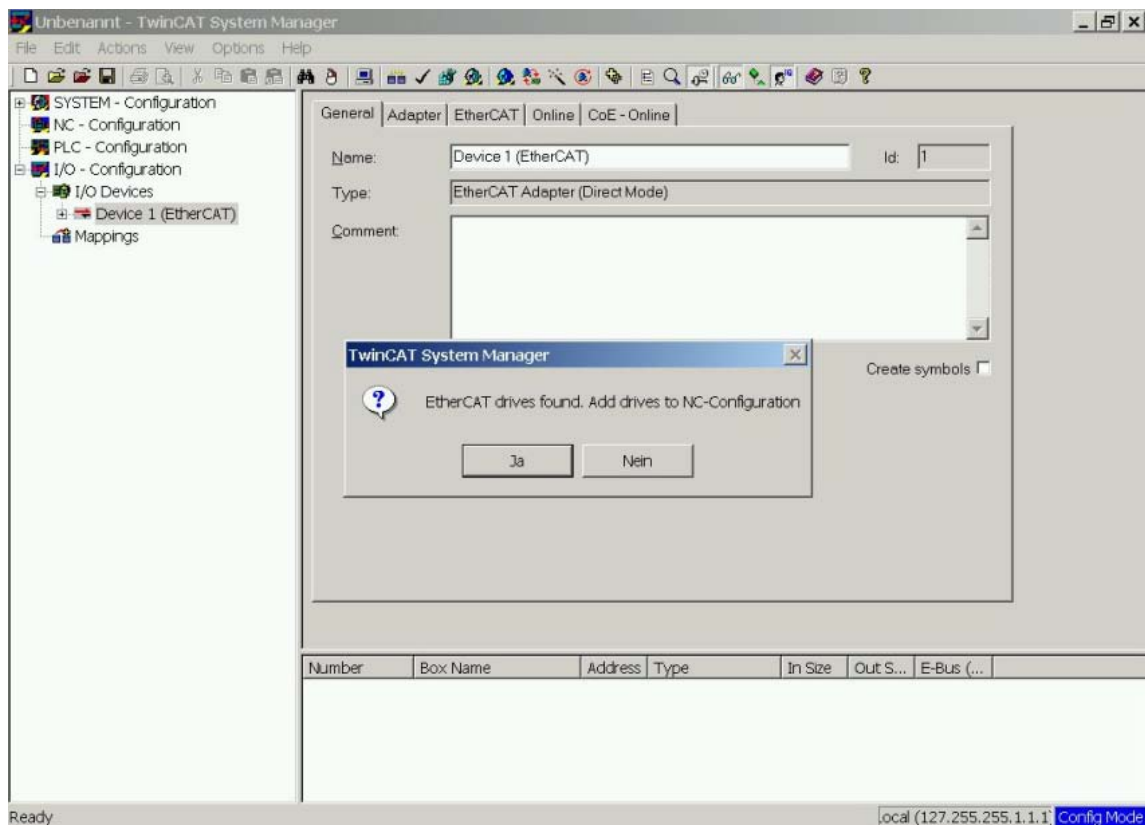 Unbenannt - TwinCAT System Manager
File Edit Actions View Options Help
SYSTEM - Configuration
NC - Configuration
PLC - Configuration
I/O - Configuration
I/O Devices
Device 1 (EtherCAT)
Mappings
General Adapter EtherCAT Online CoE - Online
Name: Device 1 (EtherCAT) Id: 1
Type: EtherCAT Adapter (Direct Mode)
Comment:
TwinCAT System Manager
EtherCAT drives found. Add drives to NC-Configuration
Ja Nein
Create symbols
Number Box Name Address Type In Size Out S... E-Bus (...
Ready .ocal (127.255.255.1.1.1) Config Mode